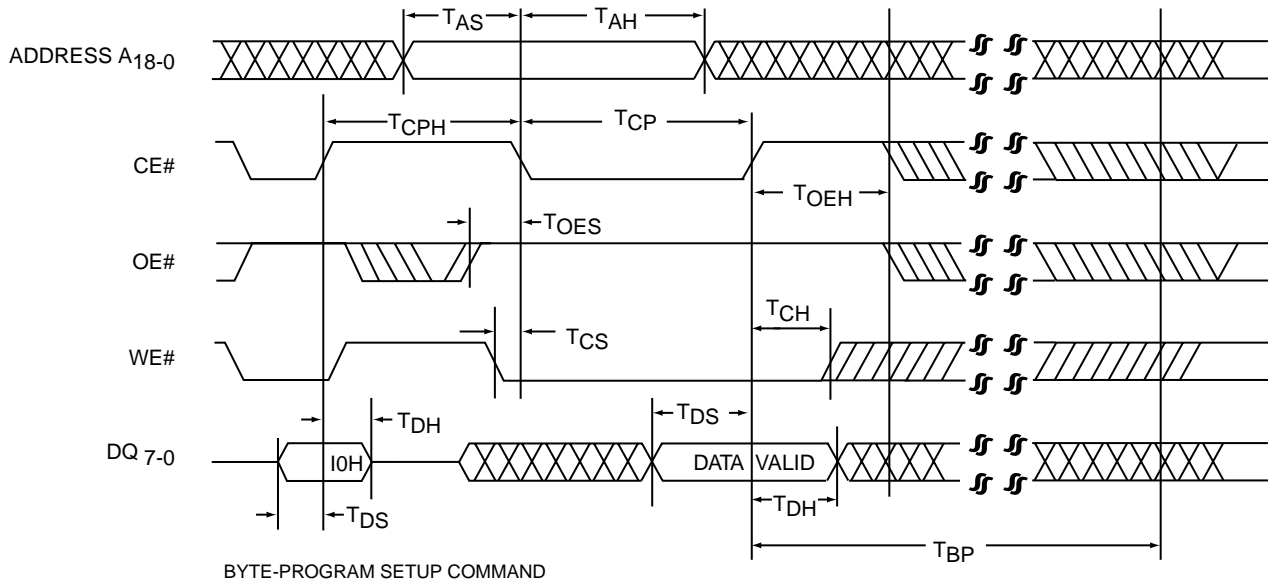 TAS
TAH
ADDRESS A18-0
TCPH
TCP
CE#
TOEH
TOES
OE#
TCH
TCS
WE#
TDH
TDS
DQ 7-0
I0H
DATA VALID
TDS
TDH
TBP
BYTE-PROGRAM SETUP COMMAND